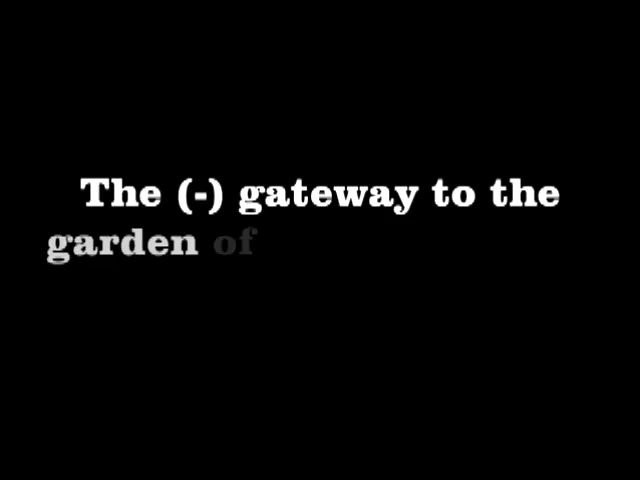 The (-) gateway to the
garden of